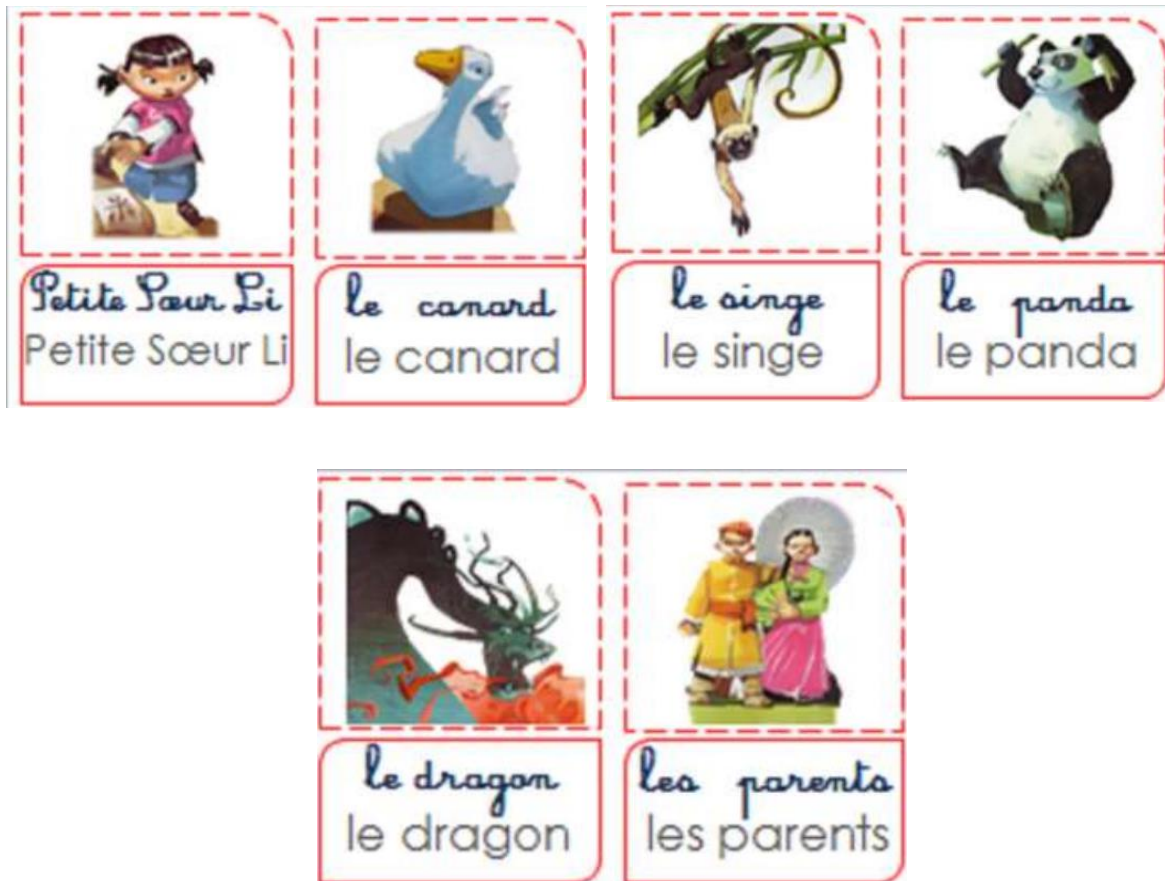 Petite Sœur Li
Petite Sœur Li
le canard
le canard
le singe
le singe
le panda
le panda
le dragon
le dragon
les parents
les parents